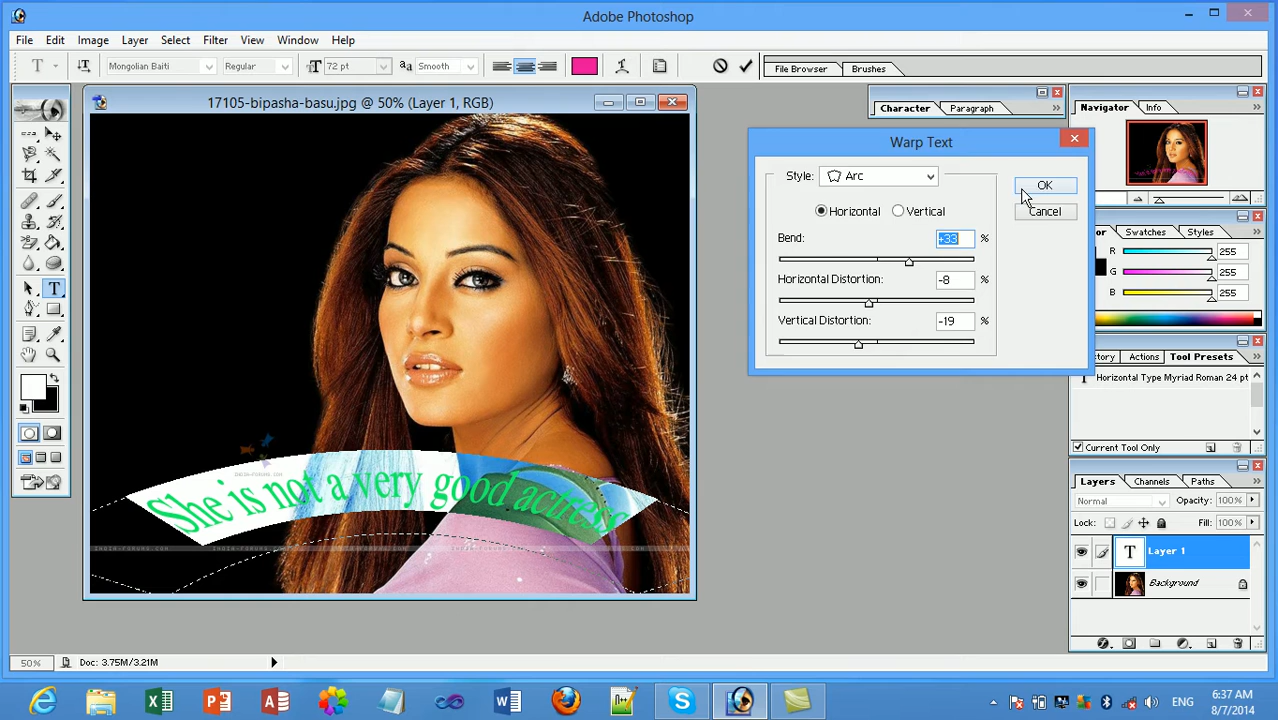 Adobe Photoshop
File Edit Image Layer Select Filter View Window Help
T Mongolian Baiti Regular 72 pt Smooth File Browser Brushes
17105-bipasha-basu.jpg @ 50% (Layer 1, RGB)
Character Paragraph
Navigator Info
Warp Text
Style: Arc
OK
Horizontal Vertical
Cancel
Bend: +33 %
Horizontal Distortion: -8 %
Vertical Distortion: -19 %
Swatches Styles
R 255
G 255
B 255
Actions Tool Presets
Horizontal Type Myriad Roman 24 pt
Current Tool Only
She is not a very good actress
INDIA-FORUMS.COM
Layers Channels Paths
Normal Opacity: 100%
Lock: Fill: 100%
T Layer 1
Background
50% Doc: 3.75M/3.21M
ENG
6:37 AM
8/7/2014